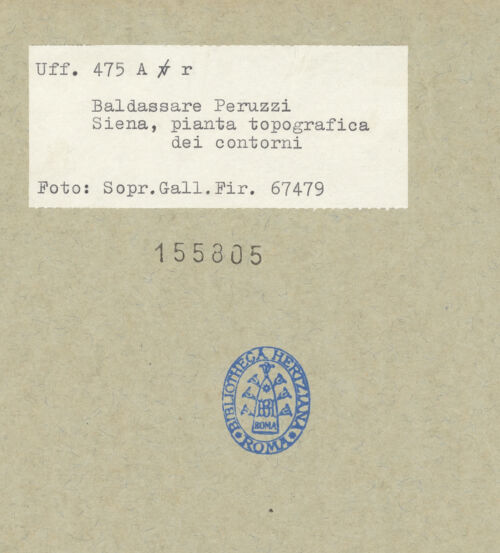 Uff. 475 A v r
Baldassare Peruzzi
Siena, pianta topografica
dei contorni
Foto: Sopr.Gall.Fir. 67479
155805
BIBLIOTHECA HERTZIANA
ROMA
ROMA